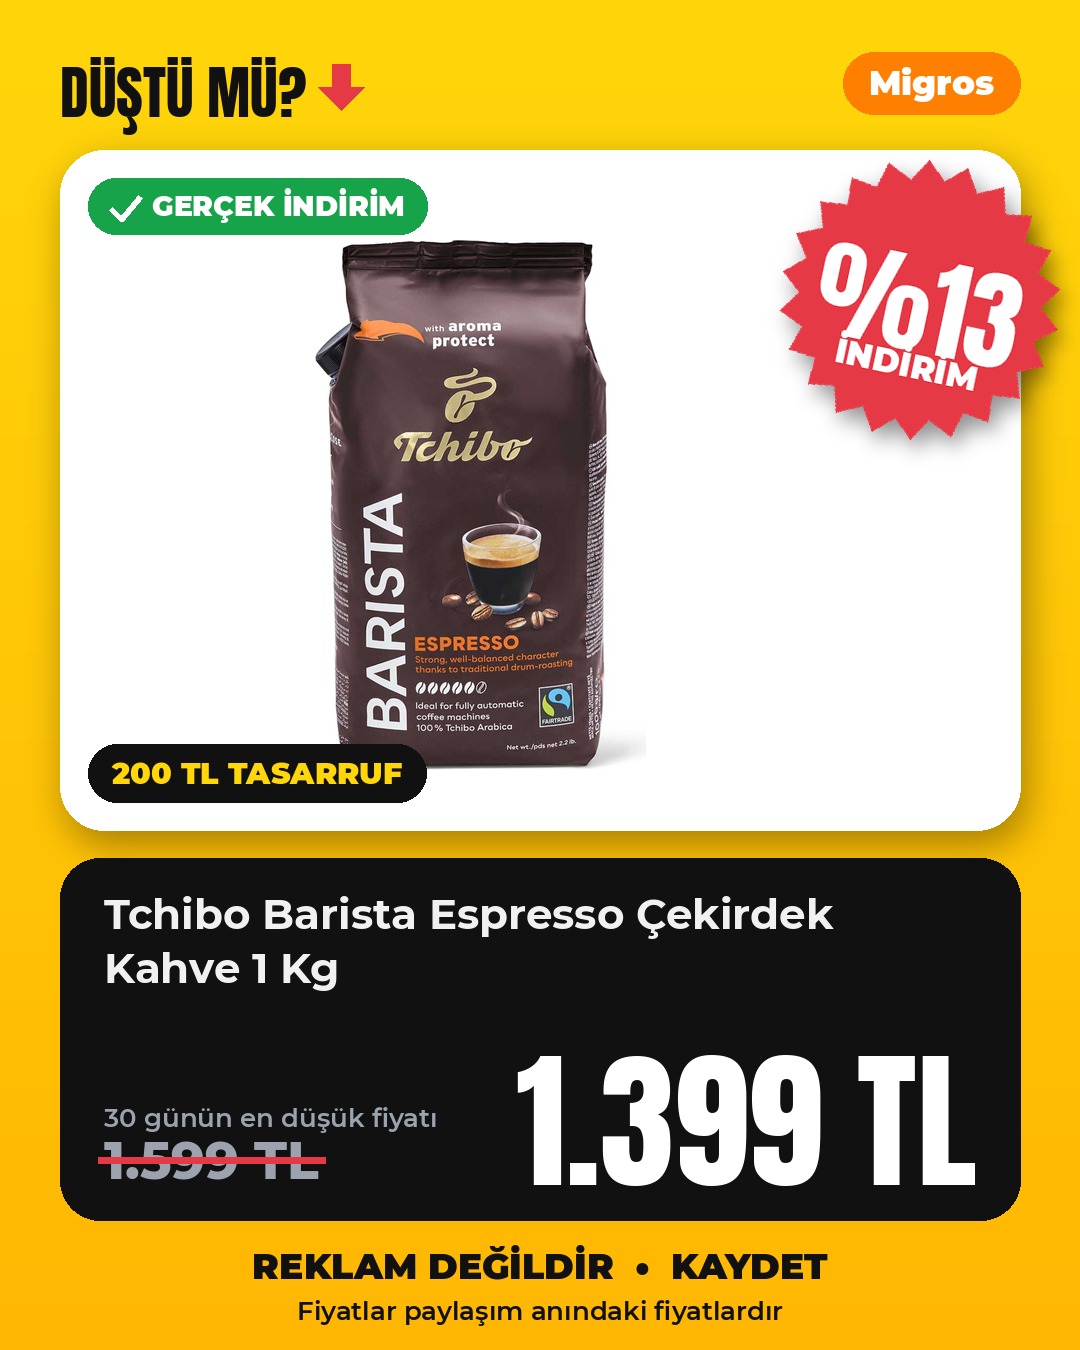 DÜŞTÜ MÜ?
Migros
GERÇEK İNDİRİM
%13
İNDİRİM
with aroma
protect
Tchibo
BARISTA
ESPRESSO
Strong, well-balanced character
thanks to traditional drum-roasting
Ideal for fully automatic
coffee machines
100% Tchibo Arabica
FAIRTRADE
Net wt./pds net 2.2 lb.
200 TL TASARRUF
Tchibo Barista Espresso Çekirdek
Kahve 1 Kg
30 günün en düşük fiyatı
1.599 TL
1.399 TL
REKLAM DEĞİLDİR • KAYDET
Fiyatlar paylaşım anındaki fiyatlardır